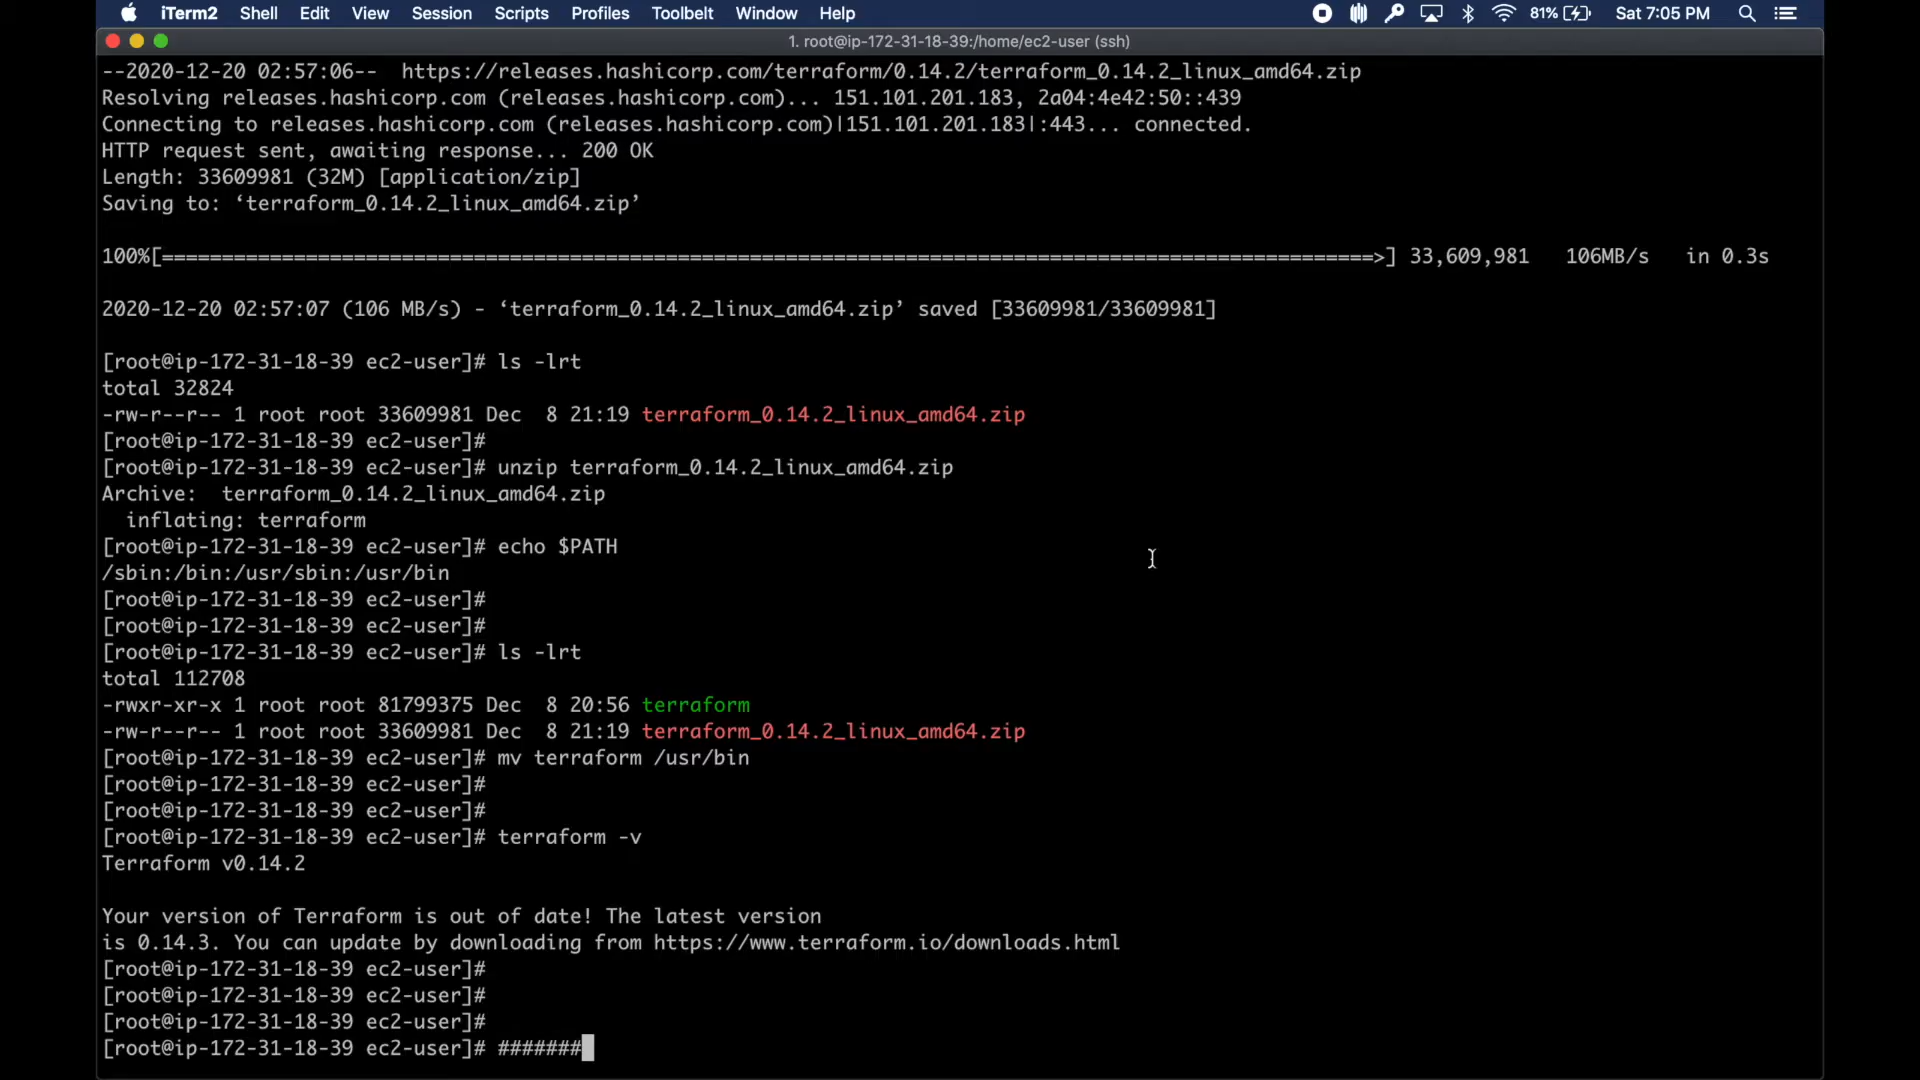 iTerm2 Shell Edit View Session Scripts Profiles Toolbelt Window Help 81% Sat 7:05 PM
1. root@ip-172-31-18-39:/home/ec2-user (ssh)
--2020-12-20 02:57:06--  https://releases.hashicorp.com/terraform/0.14.2/terraform_0.14.2_linux_amd64.zip
Resolving releases.hashicorp.com (releases.hashicorp.com)... 151.101.201.183, 2a04:4e42:50::439
Connecting to releases.hashicorp.com (releases.hashicorp.com)|151.101.201.183|:443... connected.
HTTP request sent, awaiting response... 200 OK
Length: 33609981 (32M) [application/zip]
Saving to: ‘terraform_0.14.2_linux_amd64.zip’
100%[=====================================================================================================>] 33,609,981   106MB/s   in 0.3s
2020-12-20 02:57:07 (106 MB/s) - ‘terraform_0.14.2_linux_amd64.zip’ saved [33609981/33609981]
[root@ip-172-31-18-39 ec2-user]# ls -lrt
total 32824
-rw-r--r-- 1 root root 33609981 Dec  8 21:19 terraform_0.14.2_linux_amd64.zip
[root@ip-172-31-18-39 ec2-user]#
[root@ip-172-31-18-39 ec2-user]# unzip terraform_0.14.2_linux_amd64.zip
Archive:  terraform_0.14.2_linux_amd64.zip
  inflating: terraform
[root@ip-172-31-18-39 ec2-user]# echo $PATH
/sbin:/bin:/usr/sbin:/usr/bin
[root@ip-172-31-18-39 ec2-user]#
[root@ip-172-31-18-39 ec2-user]#
[root@ip-172-31-18-39 ec2-user]# ls -lrt
total 112708
-rwxr-xr-x 1 root root 81799375 Dec  8 20:56 terraform
-rw-r--r-- 1 root root 33609981 Dec  8 21:19 terraform_0.14.2_linux_amd64.zip
[root@ip-172-31-18-39 ec2-user]# mv terraform /usr/bin
[root@ip-172-31-18-39 ec2-user]#
[root@ip-172-31-18-39 ec2-user]#
[root@ip-172-31-18-39 ec2-user]# terraform -v
Terraform v0.14.2
Your version of Terraform is out of date! The latest version
is 0.14.3. You can update by downloading from https://www.terraform.io/downloads.html
[root@ip-172-31-18-39 ec2-user]#
[root@ip-172-31-18-39 ec2-user]#
[root@ip-172-31-18-39 ec2-user]#
[root@ip-172-31-18-39 ec2-user]# #######